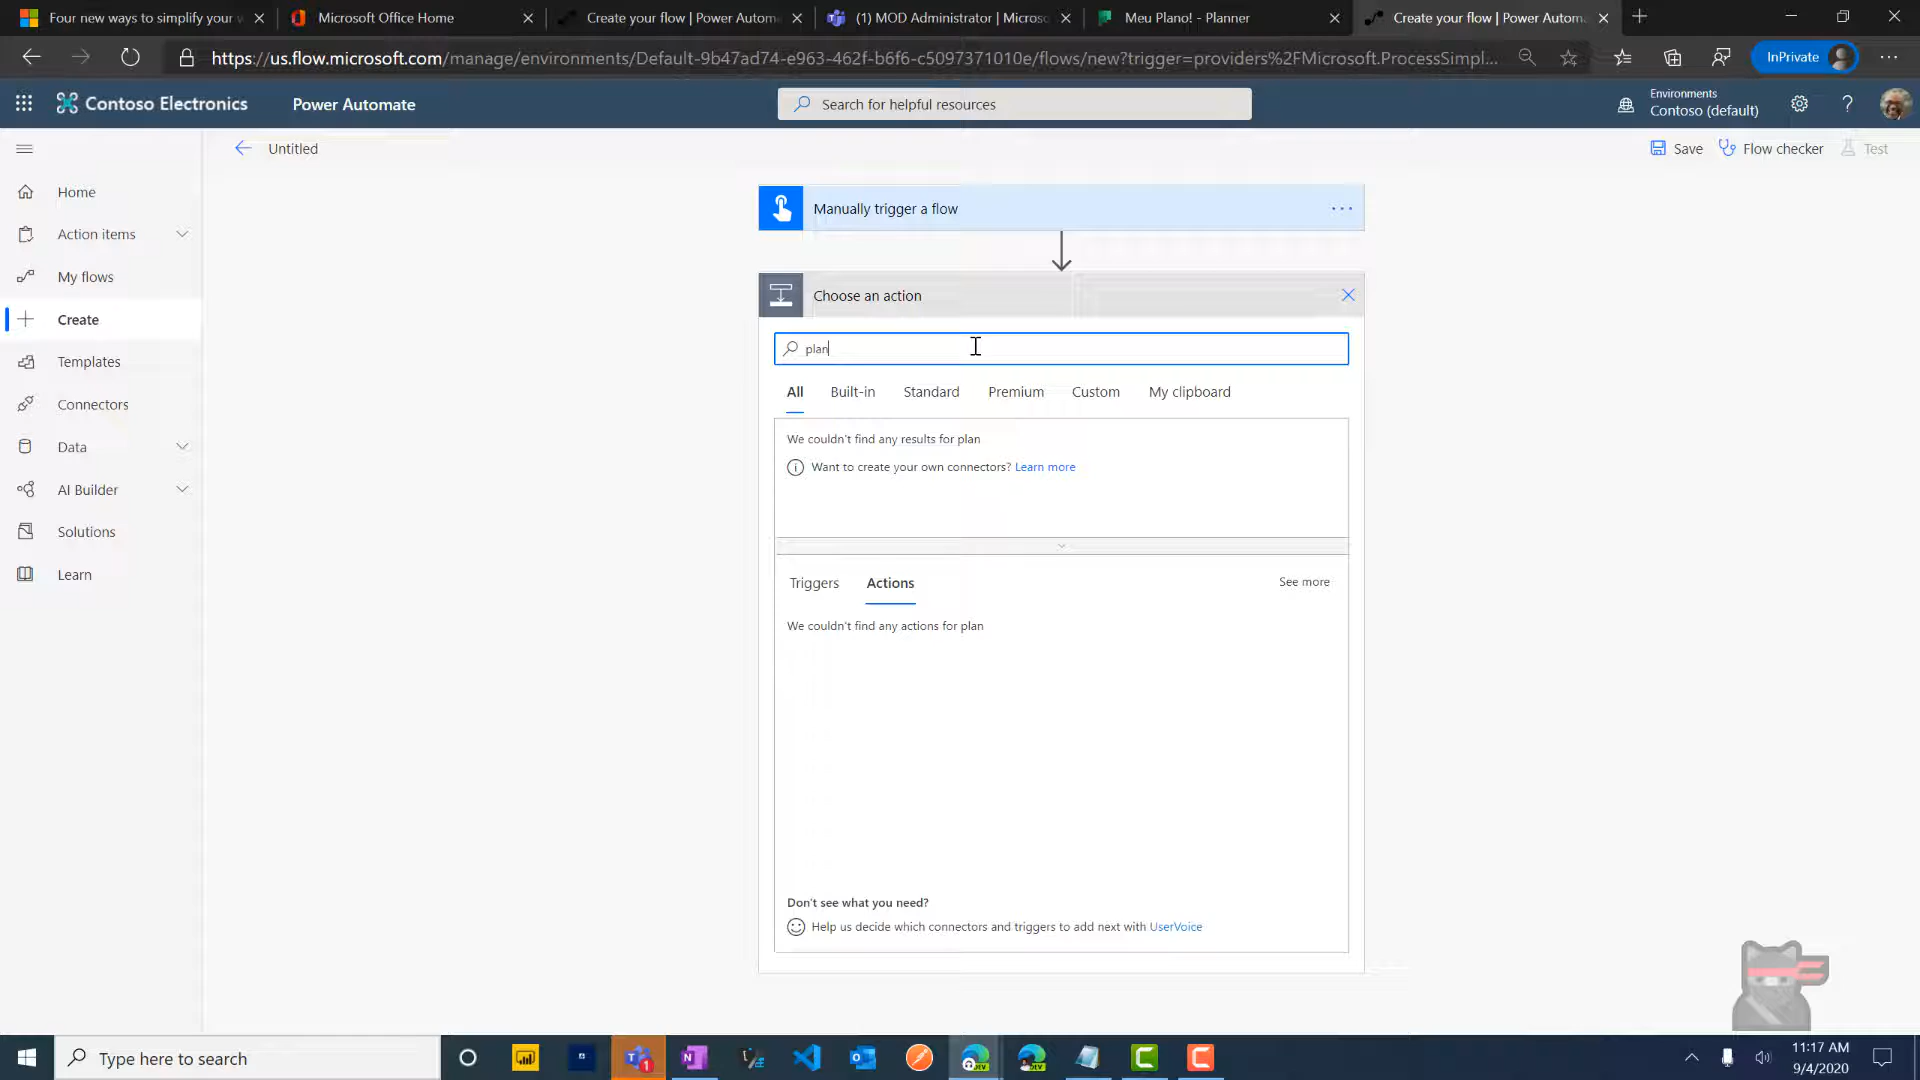 Four new ways to simplify your w
Microsoft Office Home
Create your flow | Power Autom
(1) MOD Administrator | Microso
Meu Plano! - Planner
Create your flow | Power Autom
https://us.flow.microsoft.com/manage/environments/Default-9b47ad74-e963-462f-b6f6-c5097371010e/flows/new?trigger=providers%2FMicrosoft.ProcessSimpl...
InPrivate
Contoso Electronics
Power Automate
Search for helpful resources
Environments
Contoso (default)
?
Untitled
Save
Flow checker
Test
Home
Action items
My flows
Create
Templates
Connectors
Data
AI Builder
Solutions
Learn
Manually trigger a flow
Choose an action
plan
All
Built-in
Standard
Premium
Custom
My clipboard
We couldn't find any results for plan
Want to create your own connectors? Learn more
Triggers
Actions
See more
We couldn't find any actions for plan
Don't see what you need?
Help us decide which connectors and triggers to add next with UserVoice
Type here to search
11:17 AM
9/4/2020